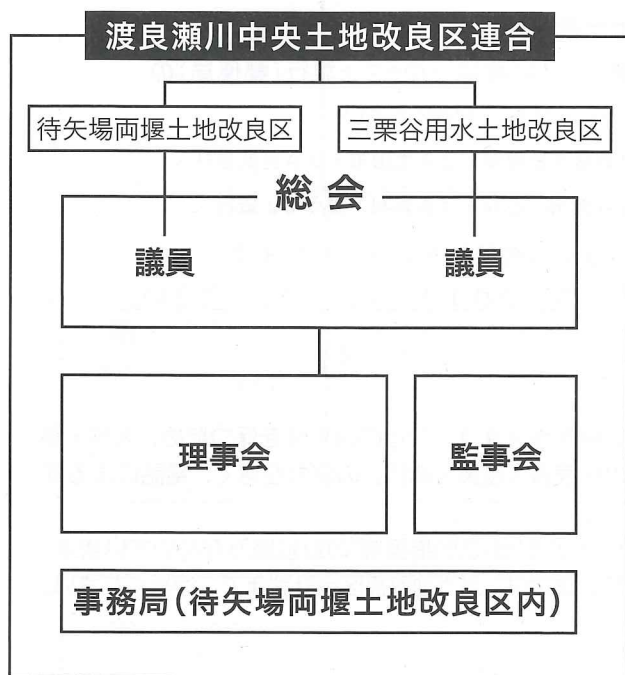 渡良瀬川中央土地改良区連合
待矢場両堰土地改良区
三栗谷用水土地改良区
総会
議員
議員
理事会
監事会
事務局(待矢場両堰土地改良区内)